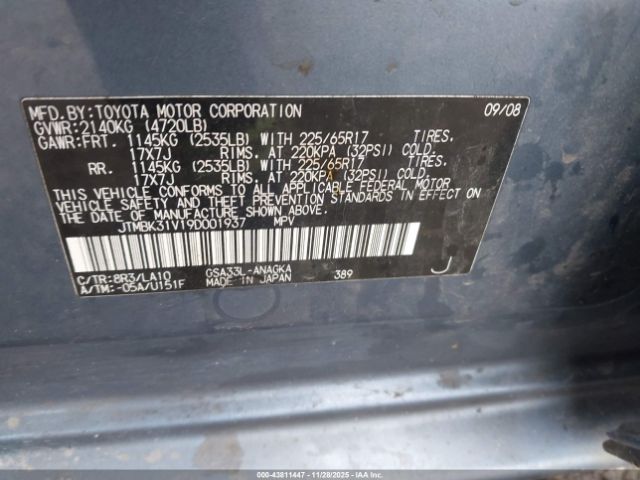 MFD. BY: TOYOTA MOTOR CORPORATION 09/08
GVWR: 2140KG (4720LB)
GAWR: FRT. 1145KG (2535LB) WITH 225/65R17 TIRES.
17X7J RIMS. AT 220KPA (32PSI) COLD.
RR. 1145KG (2535LB) WITH 225/65R17 TIRES.
17X7J RIMS. AT 220KPA (32PSI) COLD.
THIS VEHICLE CONFORMS TO ALL APPLICABLE FEDERAL MOTOR
VEHICLE SAFETY AND THEFT PREVENTION STANDARDS IN EFFECT ON
THE DATE OF MANUFACTURE SHOWN ABOVE.
JTMBK31V19D001937 MPV
C/TR: 8R3/LA10 GSA33L-ANAGKA 389 J
A/TM: -05A/U151F MADE IN JAPAN
000-43811447 - 11/28/2025 - IAAI.COM